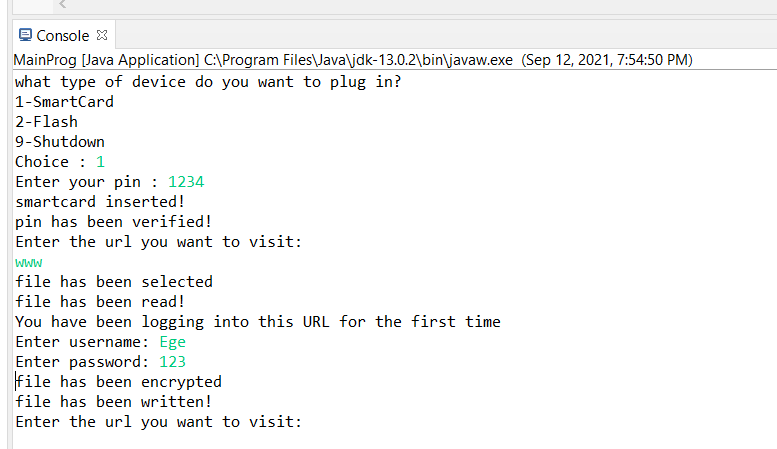 Console
MainProg [Java Application] C:\Program Files\Java\jdk-13.0.2\bin\javaw.exe (Sep 12, 2021, 7:54:50 PM)
what type of device do you want to plug in?
1-SmartCard
2-Flash
9-Shutdown
Choice : 1
Enter your pin : 1234
smartcard inserted!
pin has been verified!
Enter the url you want to visit:
www
file has been selected
file has been read!
You have been logging into this URL for the first time
Enter username: Ege
Enter password: 123
file has been encrypted
file has been written!
Enter the url you want to visit: